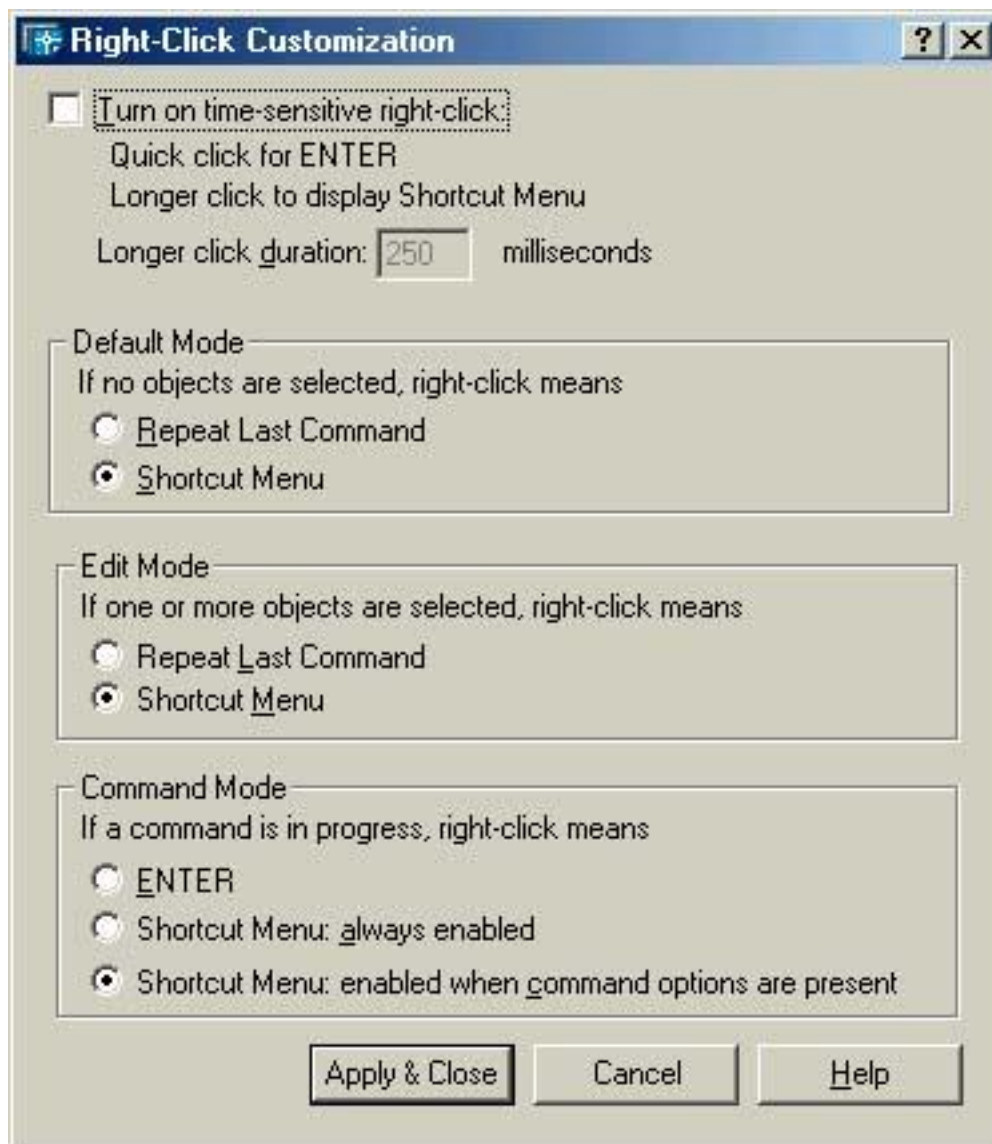 Right-Click Customization
Turn on time-sensitive right-click:
Quick click for ENTER
Longer click to display Shortcut Menu
Longer click duration: 250 milliseconds
Default Mode
If no objects are selected, right-click means
Repeat Last Command
Shortcut Menu
Edit Mode
If one or more objects are selected, right-click means
Repeat Last Command
Shortcut Menu
Command Mode
If a command is in progress, right-click means
ENTER
Shortcut Menu: always enabled
Shortcut Menu: enabled when command options are present
Apply & Close Cancel Help